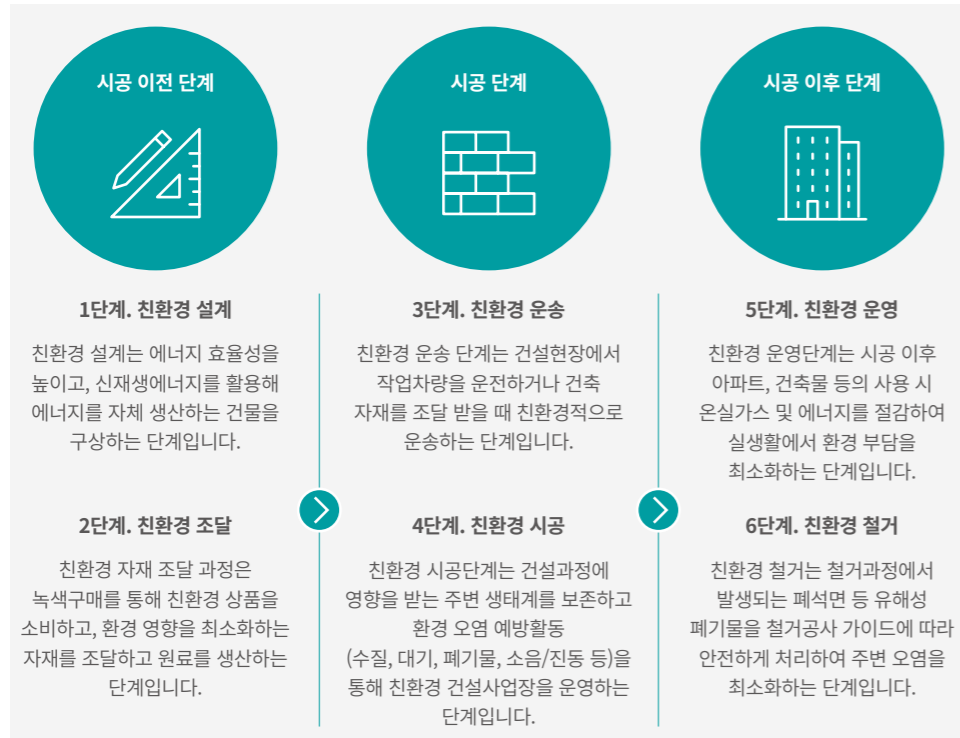 시공 이전 단계
1단계. 친환경 설계
친환경 설계는 에너지 효율성을
높이고, 신재생에너지를 활용해
에너지를 자체 생산하는 건물을
구상하는 단계입니다.
2단계. 친환경 조달
친환경 자재 조달 과정은
녹색구매를 통해 친환경 상품을
소비하고, 환경 영향을 최소화하는
자재를 조달하고 원료를 생산하는
단계입니다.
시공 단계
3단계. 친환경 운송
친환경 운송 단계는 건설현장에서
작업차량을 운전하거나 건축
자재를 조달 받을 때 친환경적으로
운송하는 단계입니다.
4단계. 친환경 시공
친환경 시공단계는 건설과정에
영향을 받는 주변 생태계를 보존하고
환경 오염 예방활동
(수질, 대기, 폐기물, 소음/진동 등)을
통해 친환경 건설사업장을 운영하는
단계입니다.
시공 이후 단계
5단계. 친환경 운영
친환경 운영단계는 시공 이후
아파트, 건축물 등의 사용 시
온실가스 및 에너지를 절감하여
실생활에서 환경 부담을
최소화하는 단계입니다.
6단계. 친환경 철거
친환경 철거는 철거과정에서
발생되는 폐석면 등 유해성
폐기물을 철거공사 가이드에 따라
안전하게 처리하여 주변 오염을
최소화하는 단계입니다.